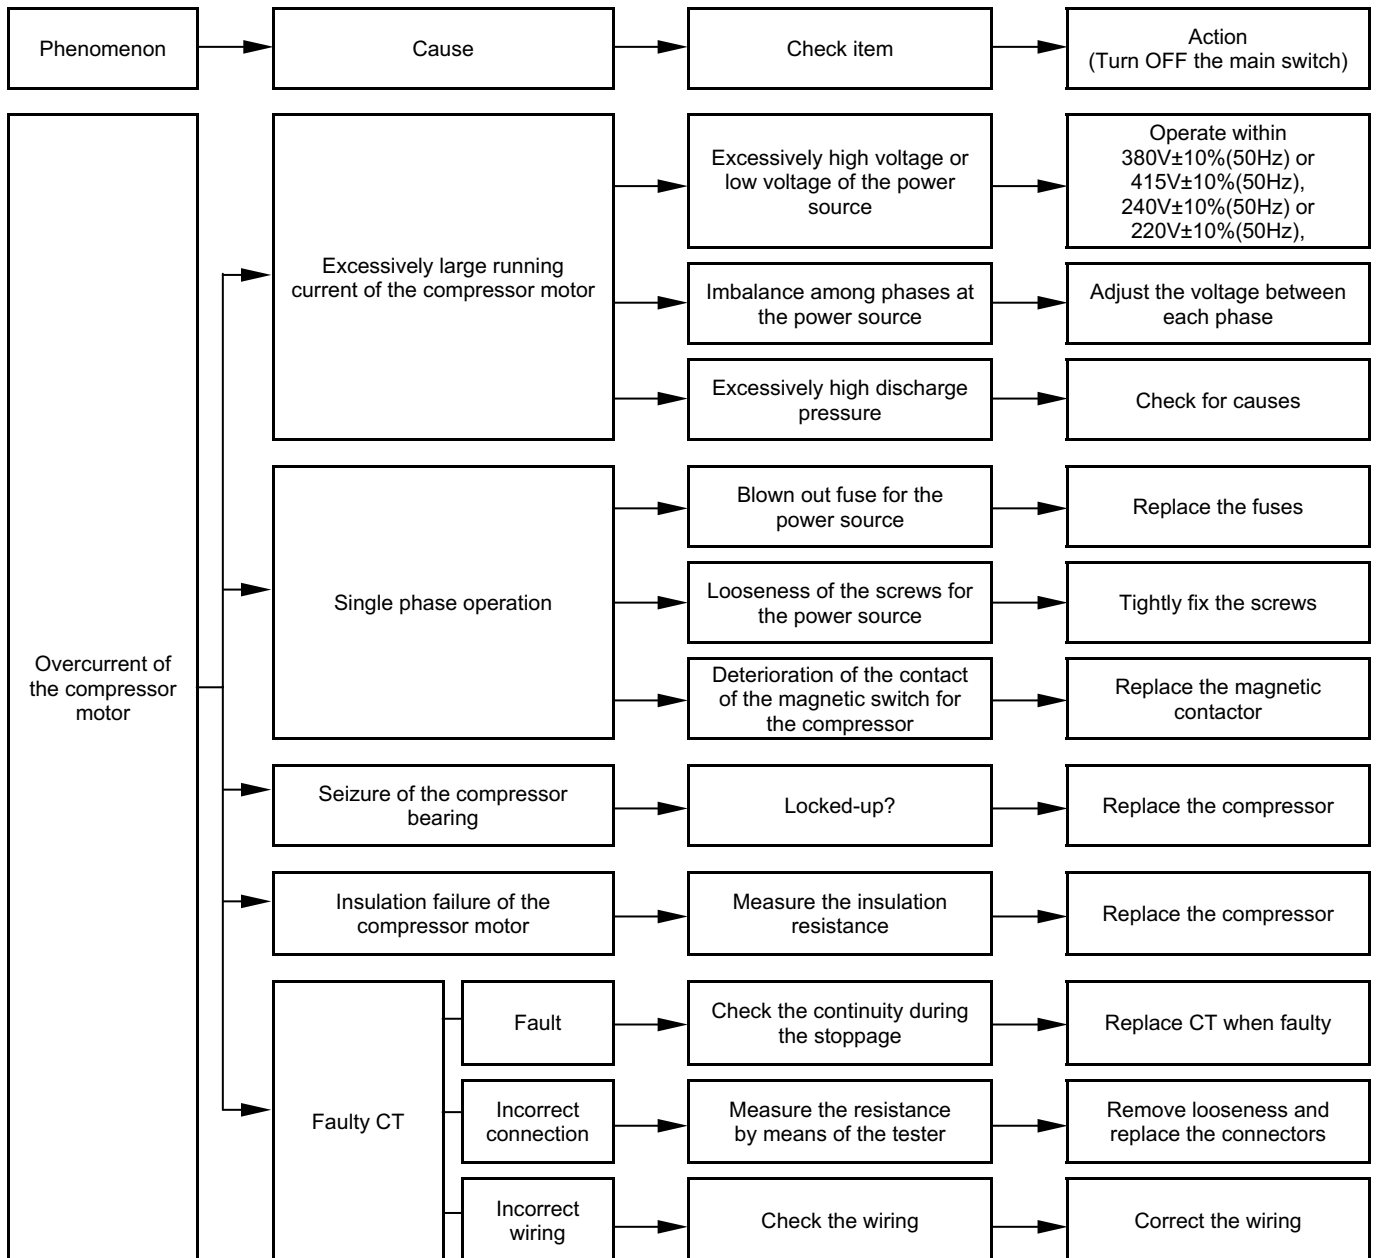 Phenomenon
Cause
Check item
Action
(Turn OFF the main switch)
Overcurrent of
the compressor
motor
Excessively large running
current of the compressor motor
Excessively high voltage or
low voltage of the power
source
Operate within
380V±10%(50Hz) or
415V±10%(50Hz),
240V±10%(50Hz) or
220V±10%(50Hz),
Imbalance among phases at
the power source
Adjust the voltage between
each phase
Excessively high discharge
pressure
Check for causes
Single phase operation
Blown out fuse for the
power source
Replace the fuses
Looseness of the screws for
the power source
Tightly fix the screws
Deterioration of the contact
of the magnetic switch for
the compressor
Replace the magnetic
contactor
Seizure of the compressor
bearing
Locked-up?
Replace the compressor
Insulation failure of the
compressor motor
Measure the insulation
resistance
Replace the compressor
Faulty CT
Fault
Check the continuity during
the stoppage
Replace CT when faulty
Incorrect
connection
Measure the resistance
by means of the tester
Remove looseness and
replace the connectors
Incorrect
wiring
Check the wiring
Correct the wiring